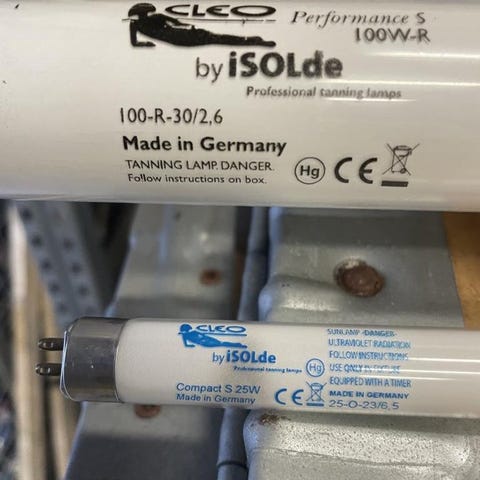 CLEO Performance S
100W-R
by iSOLde
Professional tanning lamps
100-R-30/2,6
Made in Germany
TANNING LAMP. DANGER.
Follow instructions on box.
Hg CE
CLEO
by iSOLde
Professional tanning lamps
Compact S 25W
Made in Germany
CE
SUNLAMP -DANGER-
ULTRAVIOLET RADIATION
FOLLOW INSTRUCTIONS
Hg USE ONLY IN FIXTURE
EQUIPPED WITH A TIMER
MADE IN GERMANY
25-O-23/6,5